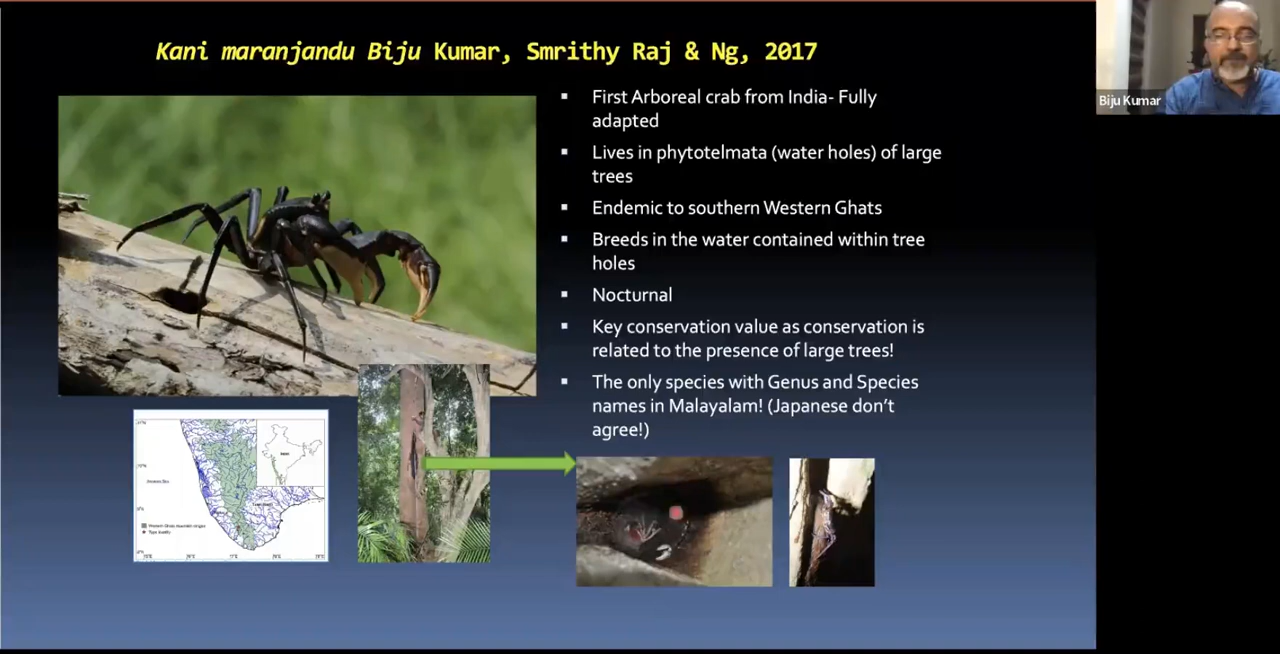 Kani maranjandu Biju Kumar, Smrithy Raj & Ng, 2017
Biju Kumar
▪ First Arboreal crab from India- Fully
adapted
▪ Lives in phytotelmata (water holes) of large
trees
▪ Endemic to southern Western Ghats
▪ Breeds in the water contained within tree
holes
▪ Nocturnal
▪ Key conservation value as conservation is
related to the presence of large trees!
▪ The only species with Genus and Species
names in Malayalam! (Japanese don't
agree!)